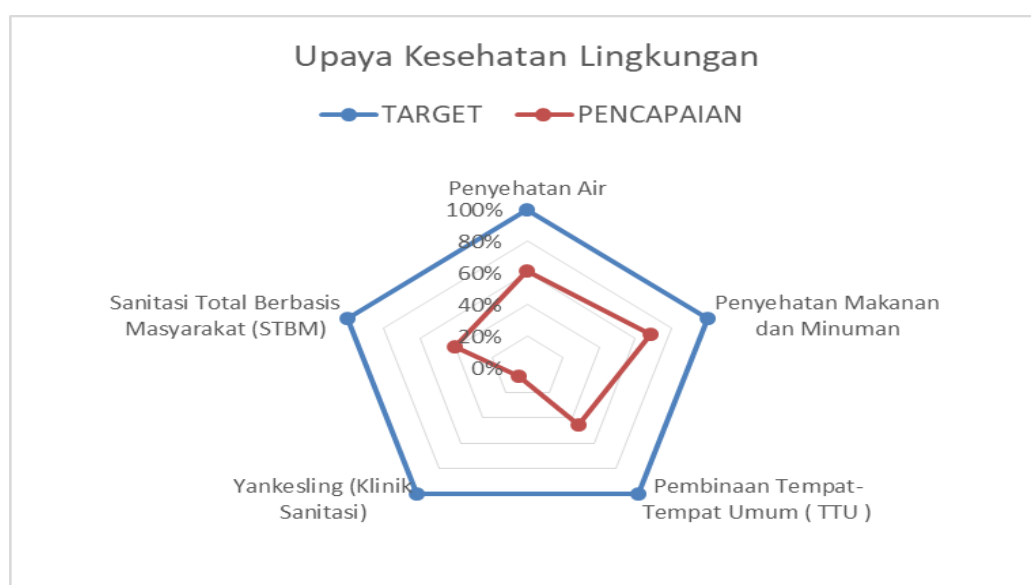 Upaya Kesehatan Lingkungan
TARGET
PENCAPAIAN
Penyehatan Air
100%
80%
60%
40%
20%
0%
Penyehatan Makanan
dan Minuman
Pembinaan Tempat-
Tempat Umum ( TTU )
Yankesling (Klinik
Sanitasi)
Sanitasi Total Berbasis
Masyarakat (STBM)